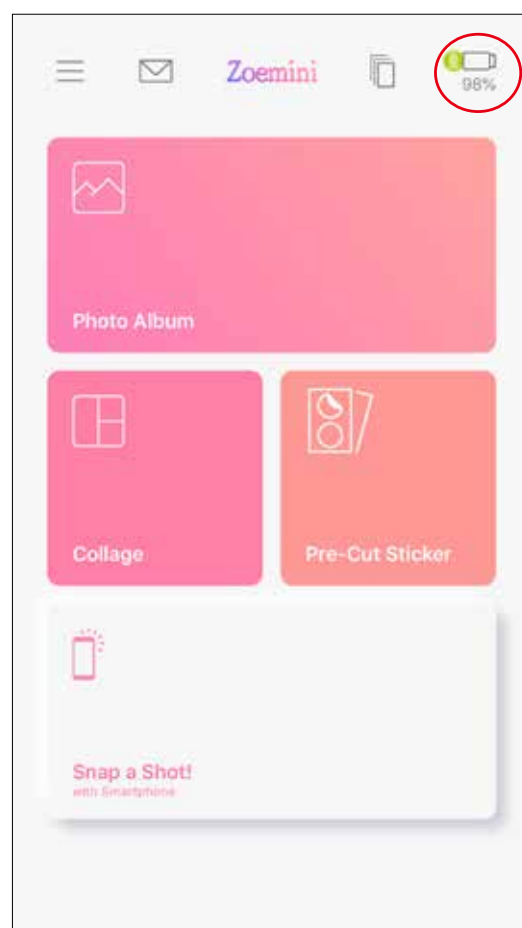 Zoemini
98%
Photo Album
Collage
Pre-Cut Sticker
Snap a Shot!
with Smartphone